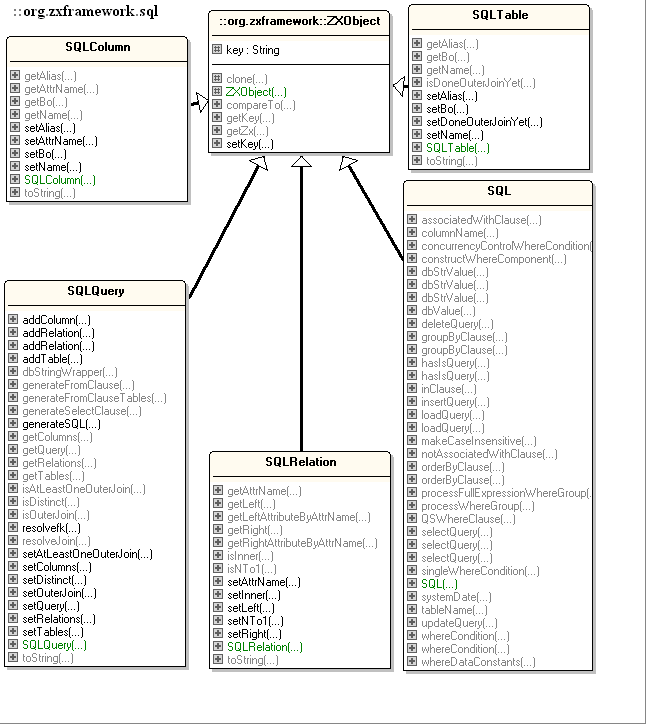 ::org.zxframework.sql
SQLColumn
getAlias(...)
getAttrName(...)
getBo(...)
getName(...)
setAlias(...)
setAttrName(...)
setBo(...)
setName(...)
SQLColumn(...)
toString(...)
::org.zxframework::ZXObject
key : String
clone(...)
ZXObject(...)
compareTo(...)
getKey(...)
getZx(...)
setKey(...)
SQLTable
getAlias(...)
getBo(...)
getName(...)
isDoneOuterJoinYet(...)
setAlias(...)
setBo(...)
setDoneOuterJoinYet(...)
setName(...)
SQLTable(...)
toString(...)
SQLQuery
addColumn(...)
addRelation(...)
addRelation(...)
addTable(...)
dbStringWrapper(...)
generateFromClause(...)
generateFromClauseTables(...)
generateSelectClause(...)
generateSQL(...)
getColumns(...)
getQuery(...)
getRelations(...)
getTables(...)
isAtLeastOneOuterJoin(...)
isDistinct(...)
isOuterJoin(...)
resolvefk(...)
resolveJoin(...)
setAtLeastOneOuterJoin(...)
setColumns(...)
setDistinct(...)
setOuterJoin(...)
setQuery(...)
setRelations(...)
setTables(...)
SQLQuery(...)
toString(...)
SQLRelation
getAttrName(...)
getLeft(...)
getLeftAttributeByAttrName(...)
getRight(...)
getRightAttributeByAttrName(...)
isInner(...)
isNTo1(...)
setAttrName(...)
setInner(...)
setLeft(...)
setNTo1(...)
setRight(...)
SQLRelation(...)
toString(...)
SQL
associatedWithClause(...)
columnName(...)
concurrencyControlWhereCondition(
constructWhereComponent(...)
dbStrValue(...)
dbStrValue(...)
dbStrValue(...)
dbValue(...)
deleteQuery(...)
groupByClause(...)
groupByClause(...)
hasIsQuery(...)
hasIsQuery(...)
inClause(...)
insertQuery(...)
loadQuery(...)
loadQuery(...)
makeCaseInsensitive(...)
notAssociatedWithClause(...)
orderByClause(...)
orderByClause(...)
processFullExpressionWhereGroup(...
processWhereGroup(...)
QSWhereClause(...)
selectQuery(...)
selectQuery(...)
selectQuery(...)
singleWhereCondition(...)
SQL(...)
systemDate(...)
tableName(...)
updateQuery(...)
whereCondition(...)
whereCondition(...)
whereDataConstants(...)